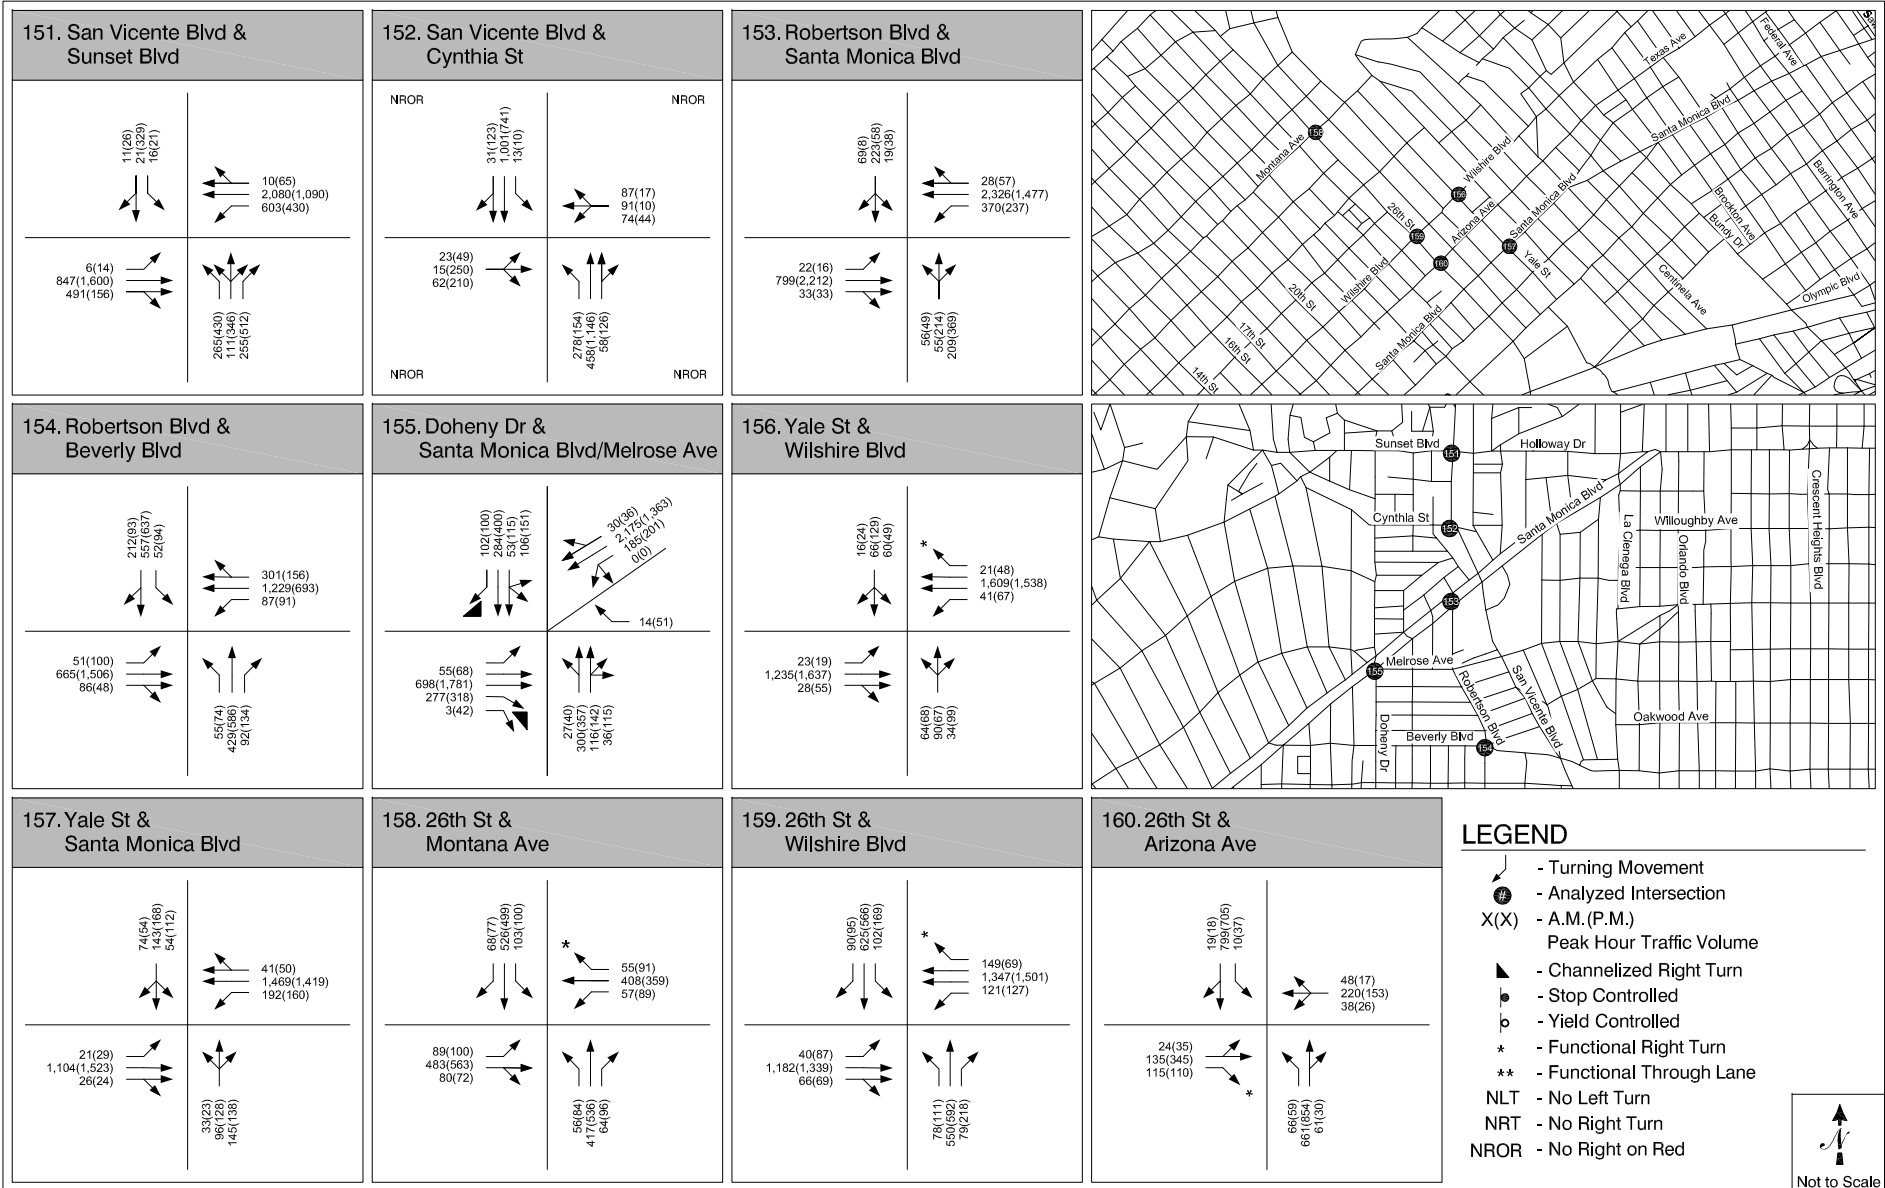 151. San Vicente Blvd &
Sunset Blvd
11(26)
21(329)
16(21)
10(65)
2,080(1,090)
603(430)
6(14)
847(1,600)
491(156)
265(430)
111(346)
255(512)
152. San Vicente Blvd &
Cynthia St
NROR
NROR
31(123)
1,001(741)
13(10)
87(17)
91(10)
74(44)
23(49)
15(250)
62(210)
278(154)
458(1,146)
58(126)
NROR
NROR
153. Robertson Blvd &
Santa Monica Blvd
69(8)
223(58)
19(38)
28(57)
2,326(1,477)
370(237)
22(16)
799(2,212)
33(33)
56(49)
55(214)
209(369)
Texas Ave
Federal Ave
Santa Monica Blvd
158
Montana Ave
Wilshire Blvd
156
26th St
159
Arizona Ave
160
157
Santa Monica Blvd
Yale St
Barrington Ave
Brockton Ave
Bundy Dr
Centinela Ave
Olympic Blvd
Wilshire Blvd
20th St
17th St
16th St
14th St
Santa Monica Blvd
154. Robertson Blvd &
Beverly Blvd
212(93)
557(637)
52(94)
301(156)
1,229(693)
87(91)
51(100)
665(1,506)
86(48)
55(74)
429(586)
92(134)
155. Doheny Dr &
Santa Monica Blvd/Melrose Ave
102(100)
284(400)
53(115)
106(151)
30(36)
2,175(1,363)
185(201)
0(0)
14(51)
55(68)
698(1,781)
277(318)
3(42)
27(40)
300(357)
116(142)
36(115)
156. Yale St &
Wilshire Blvd
16(24)
66(129)
60(49)
*
21(48)
1,609(1,538)
41(67)
23(19)
1,235(1,637)
28(55)
64(68)
90(67)
34(99)
Sunset Blvd
151
Holloway Dr
Cynthia St
152
Santa Monica Blvd
153
La Cienega Blvd
Willoughby Ave
Orlando Blvd
Crescent Heights Blvd
155
Melrose Ave
Robertson Blvd
San Vicente Blvd
Doheny Dr
Beverly Blvd
154
Oakwood Ave
157. Yale St &
Santa Monica Blvd
74(54)
143(168)
54(112)
41(50)
1,469(1,419)
192(160)
21(29)
1,104(1,523)
26(24)
33(23)
96(128)
145(138)
158. 26th St &
Montana Ave
68(77)
526(499)
103(100)
*
55(91)
408(359)
57(89)
89(100)
483(563)
80(72)
56(84)
417(536)
64(96)
159. 26th St &
Wilshire Blvd
90(95)
625(566)
102(169)
*
149(69)
1,347(1,501)
121(127)
40(87)
1,182(1,339)
66(69)
78(111)
550(592)
79(218)
160. 26th St &
Arizona Ave
19(18)
799(705)
10(37)
48(17)
220(153)
38(26)
24(35)
135(345)
115(110)
*
66(59)
661(854)
61(30)
LEGEND
- Turning Movement
# - Analyzed Intersection
X(X) - A.M.(P.M.)
Peak Hour Traffic Volume
- Channelized Right Turn
- Stop Controlled
- Yield Controlled
* - Functional Right Turn
** - Functional Through Lane
NLT - No Left Turn
NRT - No Right Turn
NROR - No Right on Red
N
Not to Scale